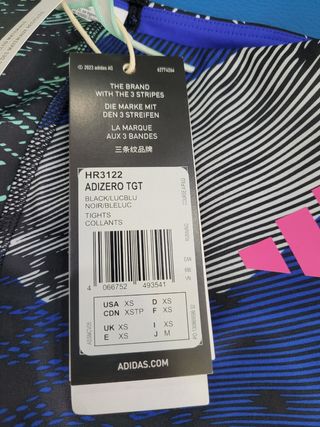 © 2023 adidas AG
THE BRAND
WITH THE 3 STRIPES
DIE MARKE MIT
DEN 3 STREIFEN
LA MARQUE
AUX 3 BANDES
三条纹品牌
HR3122
ADIZERO TGT
BLACK/LUCBLU
NOIR/BLELUC
TIGHTS
COLLANTS
4 066752 493541
USA XS D XS
CDN XSTP F XS
UK XS I XS
E XS J M
RUNNING
ADIDAS.COM